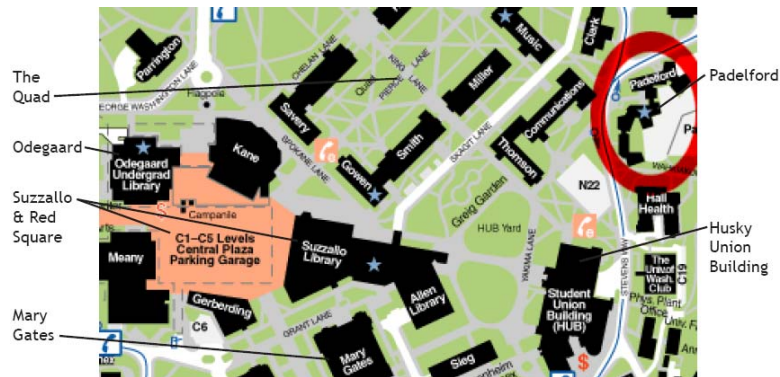 The
Quad
Odegaard
Suzzallo
& Red
Square
Mary
Gates
Padelford
Husky
Union
Building
Parrington
GEORGE WASHINGTON LANE
Flagpole
CHELAN LANE
Quad
KING LANE
PIERCE LANE
Music
Clark
Miller
Savery
SPOKANE LANE
Smith
Gowen
SKAGIT LANE
Communications
Thomson
Padelford
Pa
N22
Hall
Health
Odegaard
Undergrad
Library
Kane
Campanile
C1–C5 Levels
Central Plaza
Parking Garage
Meany
Suzzallo
Library
Allen
Library
Greig Garden
HUB Yard
YAKIMA LANE
Student
Union
Building
(HUB)
STEVENS WAY
The
Univ of
Wash.
Club
C19
Phys. Plant
Office
Univ. F
Gerberding
C6
GRANT LANE
Mary
Gates
Sieg
$